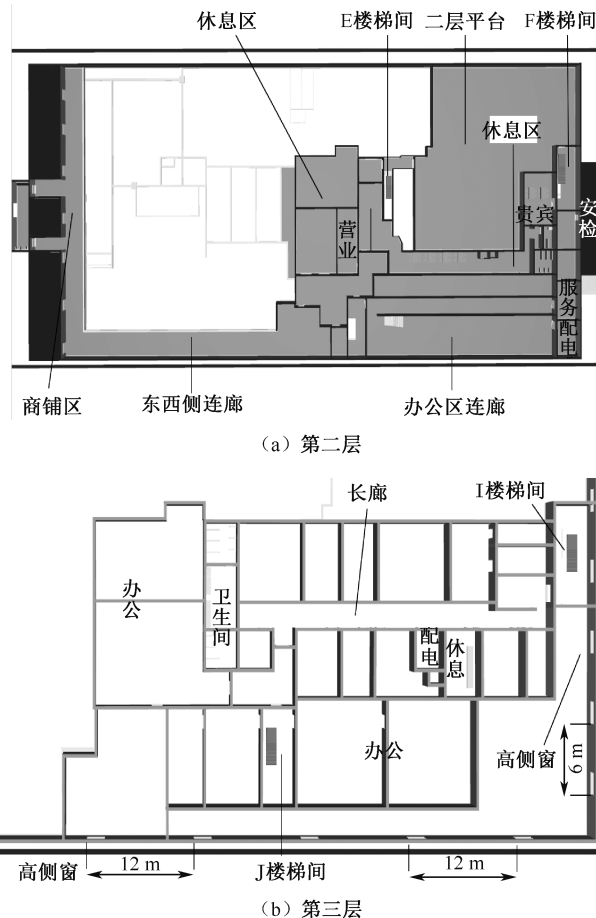 休息区 E楼梯间 二层平台 F楼梯间
休息区
贵宾
安检
营业
服务
配电
商铺区 东西侧连廊 办公区连廊
(a) 第二层
长廊 I楼梯间
办公
卫生间
配电
休息
办公
高侧窗
6 m
高侧窗 12 m J楼梯间 12 m
(b) 第三层